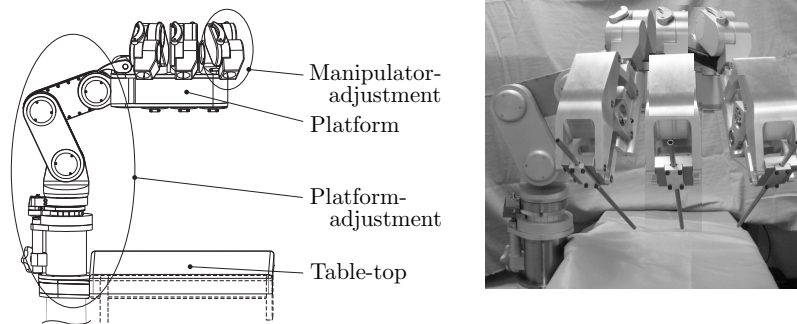 Manipulator-
adjustment
Platform
Platform-
adjustment
Table-top